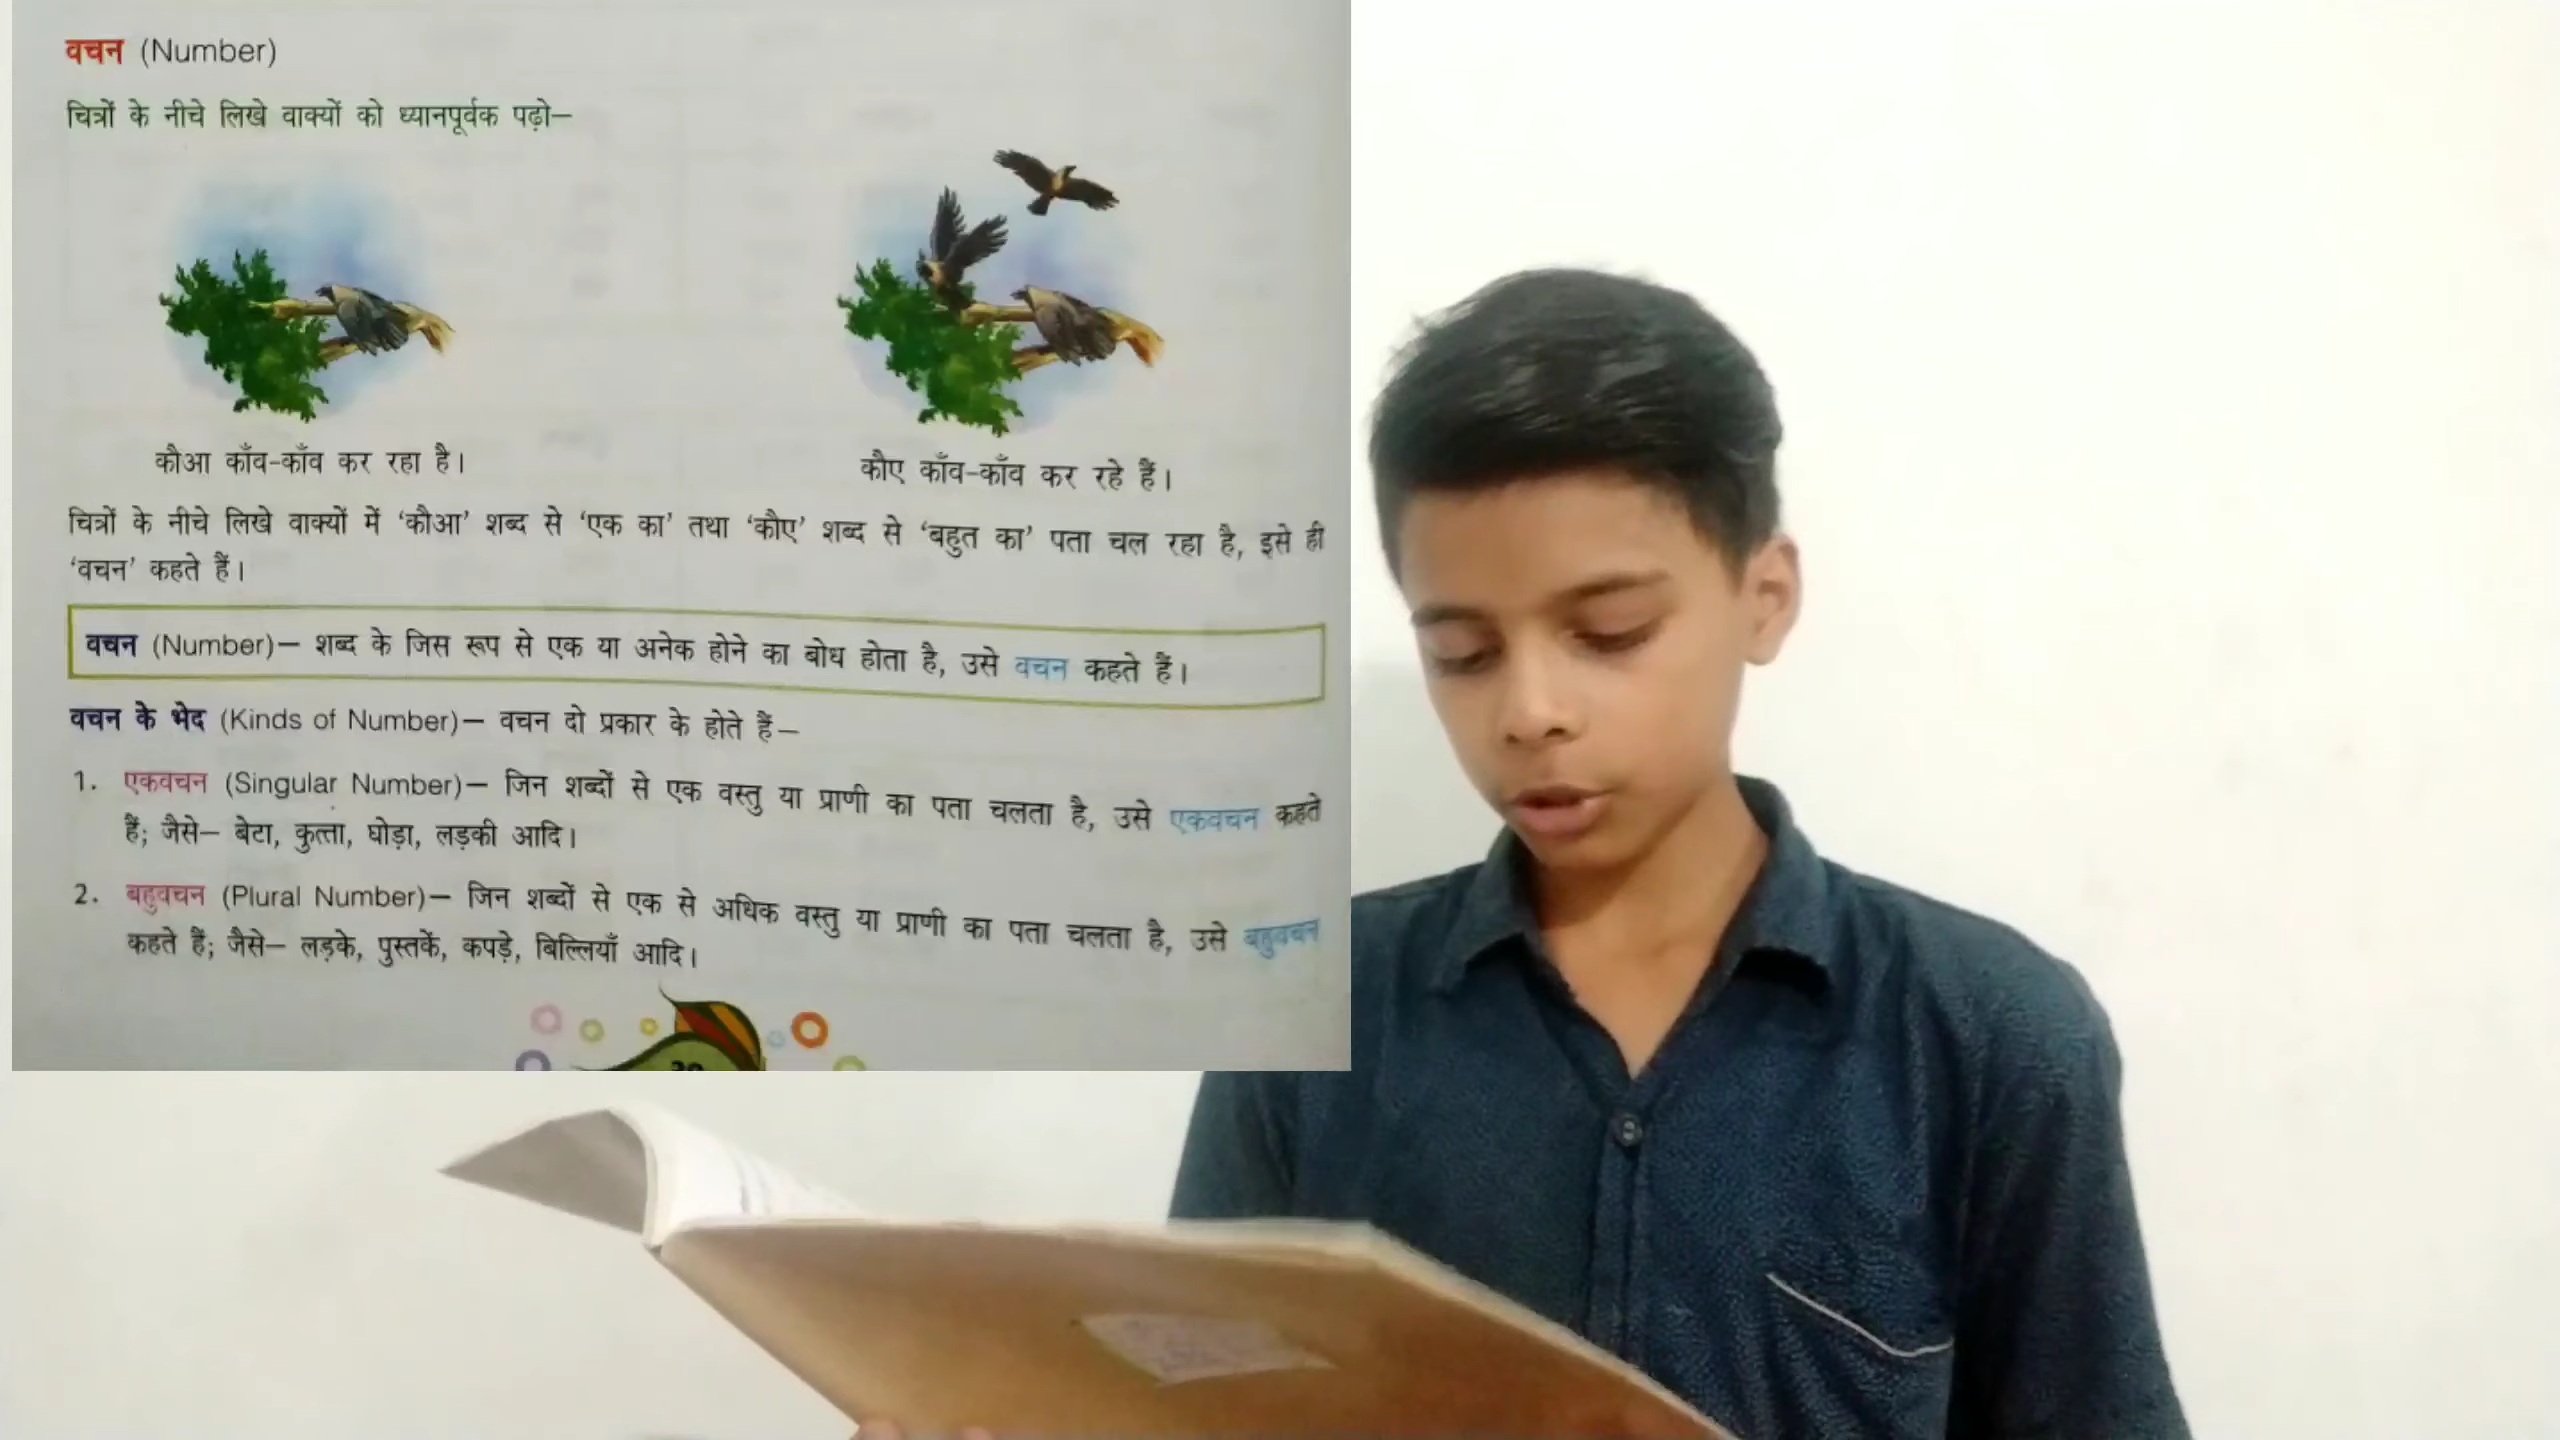 वचन (Number)
चित्रों के नीचे लिखे वाक्यों को ध्यानपूर्वक पढ़ो—
कौआ काँव-काँव कर रहा है।
कौए काँव-काँव कर रहे हैं।
चित्रों के नीचे लिखे वाक्यों में ‘कौआ’ शब्द से ‘एक का’ तथा ‘कौए’ शब्द से ‘बहुत का’ पता चल रहा है, इसे ही
‘वचन’ कहते हैं।
वचन (Number)— शब्द के जिस रूप से एक या अनेक होने का बोध होता है, उसे वचन कहते हैं।
वचन के भेद (Kinds of Number)— वचन दो प्रकार के होते हैं—
1. एकवचन (Singular Number)— जिन शब्दों से एक वस्तु या प्राणी का पता चलता है, उसे एकवचन कहते
हैं; जैसे— बेटा, कुत्ता, घोड़ा, लड़की आदि।
2. बहुवचन (Plural Number)— जिन शब्दों से एक से अधिक वस्तु या प्राणी का पता चलता है, उसे बहुवचन
कहते हैं; जैसे— लड़के, पुस्तकें, कपड़े, बिल्लियाँ आदि।